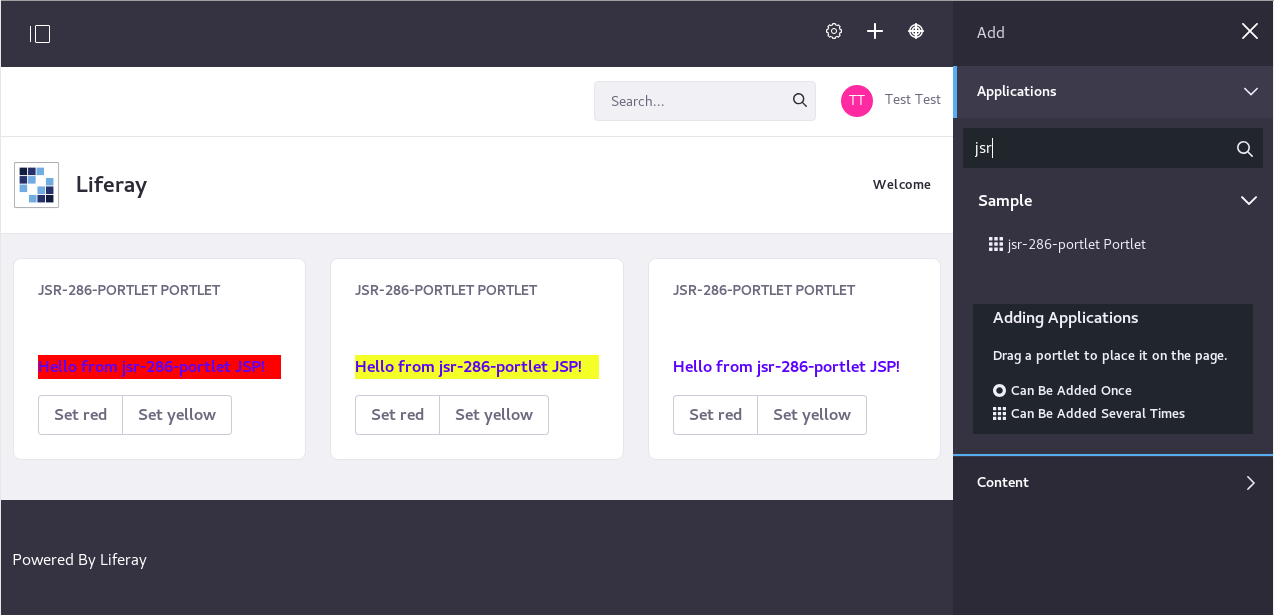 Add
Applications
Search...
TT
Test Test
jsr
Liferay
Welcome
Sample
jsr-286-portlet Portlet
JSR-286-PORTLET PORTLET
JSR-286-PORTLET PORTLET
JSR-286-PORTLET PORTLET
Hello from jsr-286-portlet JSP!
Hello from jsr-286-portlet JSP!
Hello from jsr-286-portlet JSP!
Set red Set yellow
Set red Set yellow
Set red Set yellow
Adding Applications
Drag a portlet to place it on the page.
Can Be Added Once
Can Be Added Several Times
Content
Powered By Liferay